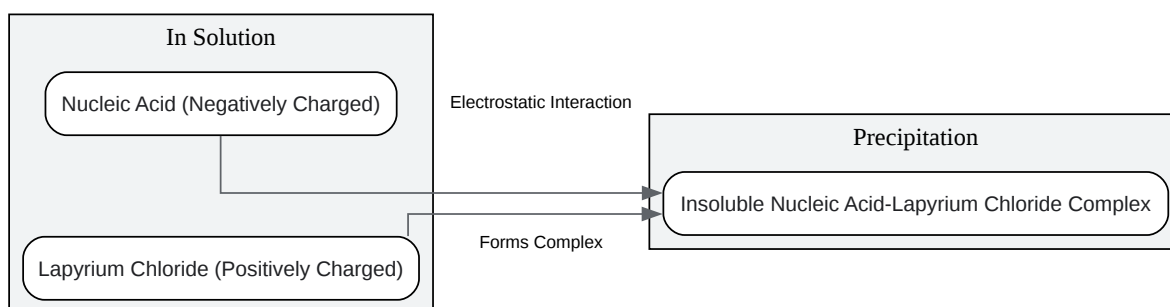 In Solution
Nucleic Acid (Negatively Charged)
Electrostatic Interaction
Precipitation
Insoluble Nucleic Acid-Lapyrium Chloride Complex
Forms Complex
Lapyrium Chloride (Positively Charged)